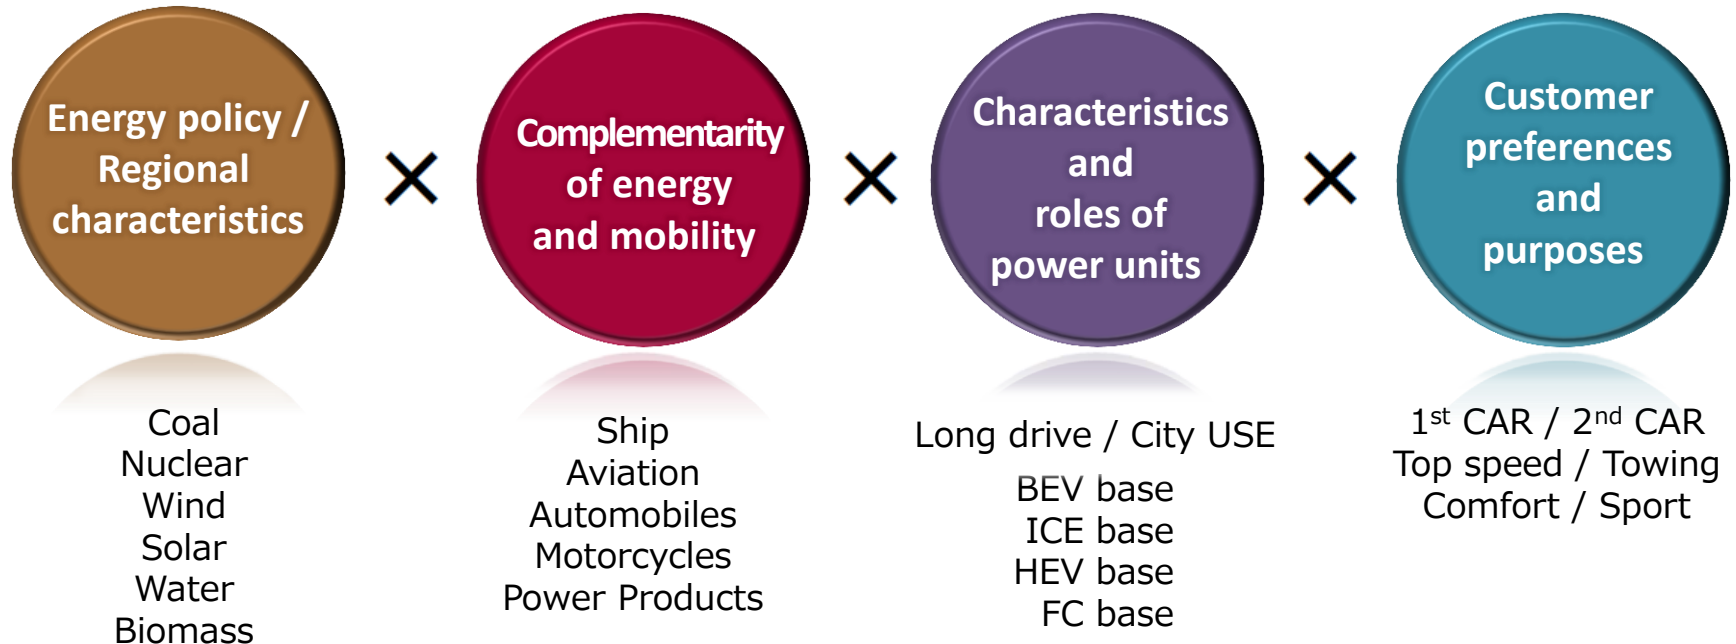 Energy policy /
Regional
characteristics
×
Complementarity
of energy
and mobility
×
Characteristics
and
roles of
power units
×
Customer
preferences
and
purposes
Coal
Nuclear
Wind
Solar
Water
Biomass
Ship
Aviation
Automobiles
Motorcycles
Power Products
Long drive / City USE
BEV base
ICE base
HEV base
FC base
1st CAR / 2nd CAR
Top speed / Towing
Comfort / Sport